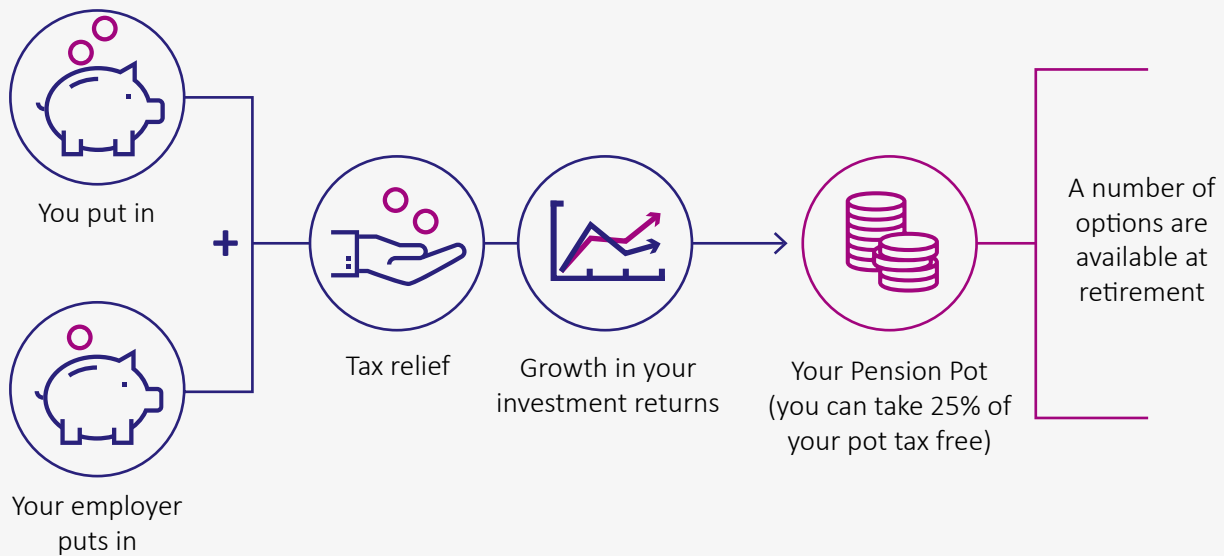 You put in
+
Your employer
puts in
Tax relief
Growth in your
investment returns
Your Pension Pot
(you can take 25% of
your pot tax free)
A number of
options are
available at
retirement